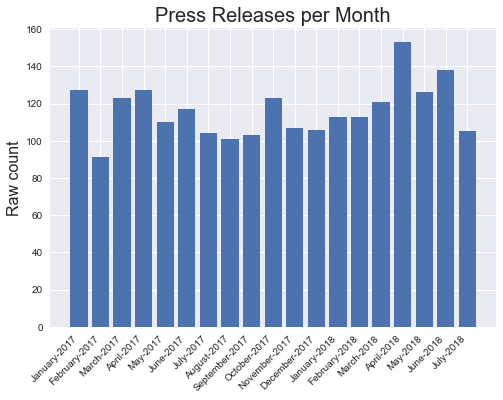 Press Releases per Month
Raw count
160
140
120
100
80
60
40
20
0
January-2017
February-2017
March-2017
April-2017
May-2017
June-2017
July-2017
August-2017
September-2017
October-2017
November-2017
December-2017
January-2018
February-2018
March-2018
April-2018
May-2018
June-2018
July-2018